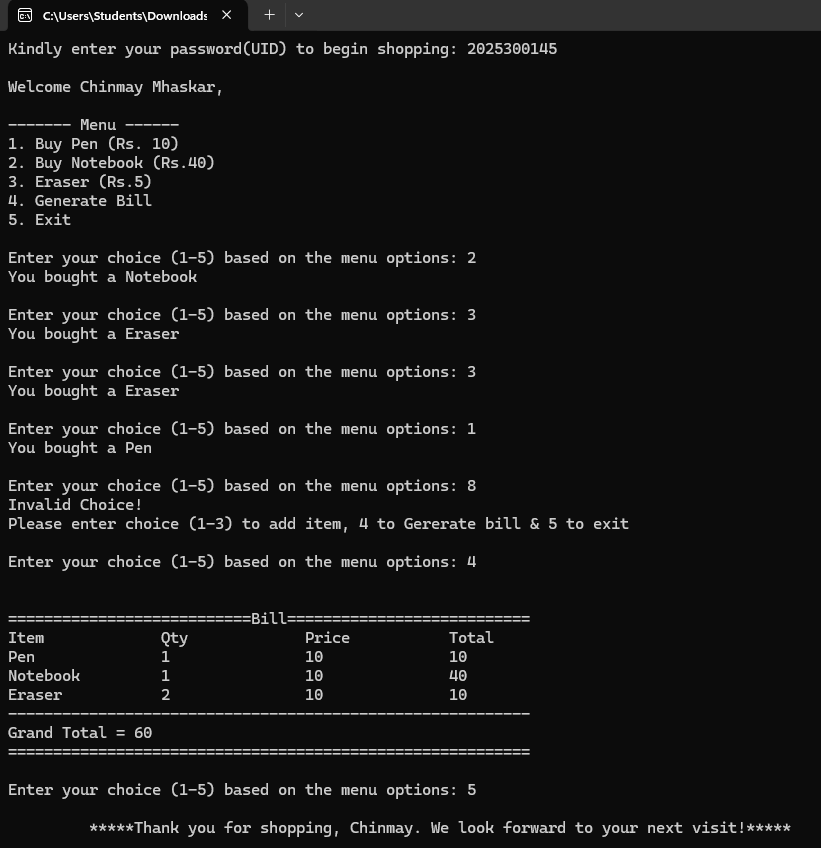 C:\Users\Students\Downloads
Kindly enter your password(UID) to begin shopping: 2025300145
Welcome Chinmay Mhaskar,
------- Menu ------
1. Buy Pen (Rs. 10)
2. Buy Notebook (Rs.40)
3. Eraser (Rs.5)
4. Generate Bill
5. Exit
Enter your choice (1-5) based on the menu options: 2
You bought a Notebook
Enter your choice (1-5) based on the menu options: 3
You bought a Eraser
Enter your choice (1-5) based on the menu options: 3
You bought a Eraser
Enter your choice (1-5) based on the menu options: 1
You bought a Pen
Enter your choice (1-5) based on the menu options: 8
Invalid Choice!
Please enter choice (1-3) to add item, 4 to Gererate bill & 5 to exit
Enter your choice (1-5) based on the menu options: 4
===========================Bill===========================
Item Qty Price Total
Pen 1 10 10
Notebook 1 10 40
Eraser 2 10 10
----------------------------------------------------------
Grand Total = 60
==========================================================
Enter your choice (1-5) based on the menu options: 5
*****Thank you for shopping, Chinmay. We look forward to your next visit!*****